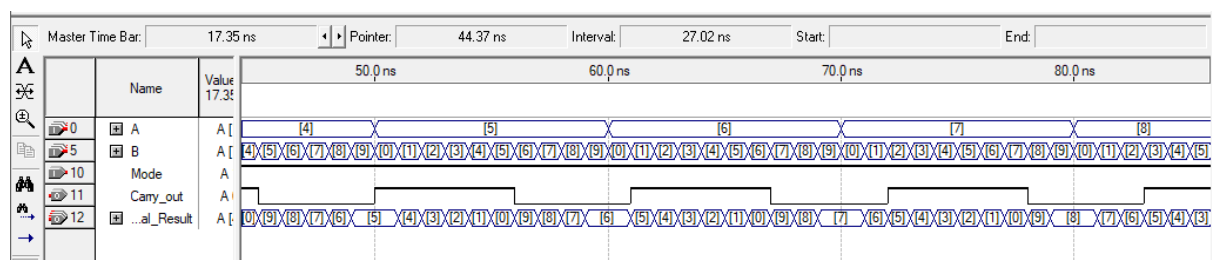 Master Time Bar: 17.35 ns Pointer: 44.37 ns Interval: 27.02 ns Start: End:
A
Name Value 17.35 50.0 ns 60.0 ns 70.0 ns 80.0 ns
0 A A [ [4] [5] [6] [7] [8]
5 B A [ [4] [5] [6] [7] [8] [9] [0] [1] [2] [3] [4] [5] [6] [7] [8] [9] [0] [1] [2] [3] [4] [5] [6] [7] [8] [9] [0] [1] [2] [3] [4] [5] [6] [7] [8] [9] [0] [1] [2] [3] [4] [5]
10 Mode A
11 Carry_out A
12 ...al_Result A [ [0] [9] [8] [7] [6] [5] [4] [3] [2] [1] [0] [9] [8] [7] [6] [5] [4] [3] [2] [1] [0] [9] [8] [7] [6] [5] [4] [3] [2] [1] [0] [9] [8] [7] [6] [5] [4] [3]